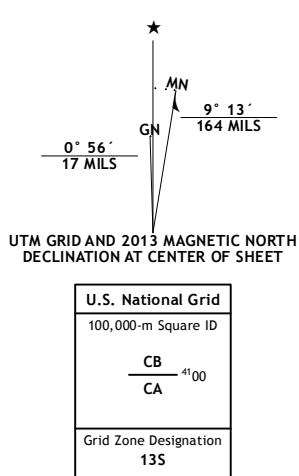 ★
MN
GN
9° 13´
164 MILS
0° 56´
17 MILS
UTM GRID AND 2013 MAGNETIC NORTH
DECLINATION AT CENTER OF SHEET
U.S. National Grid
100,000-m Square ID
CB
4100
CA
Grid Zone Designation
13S